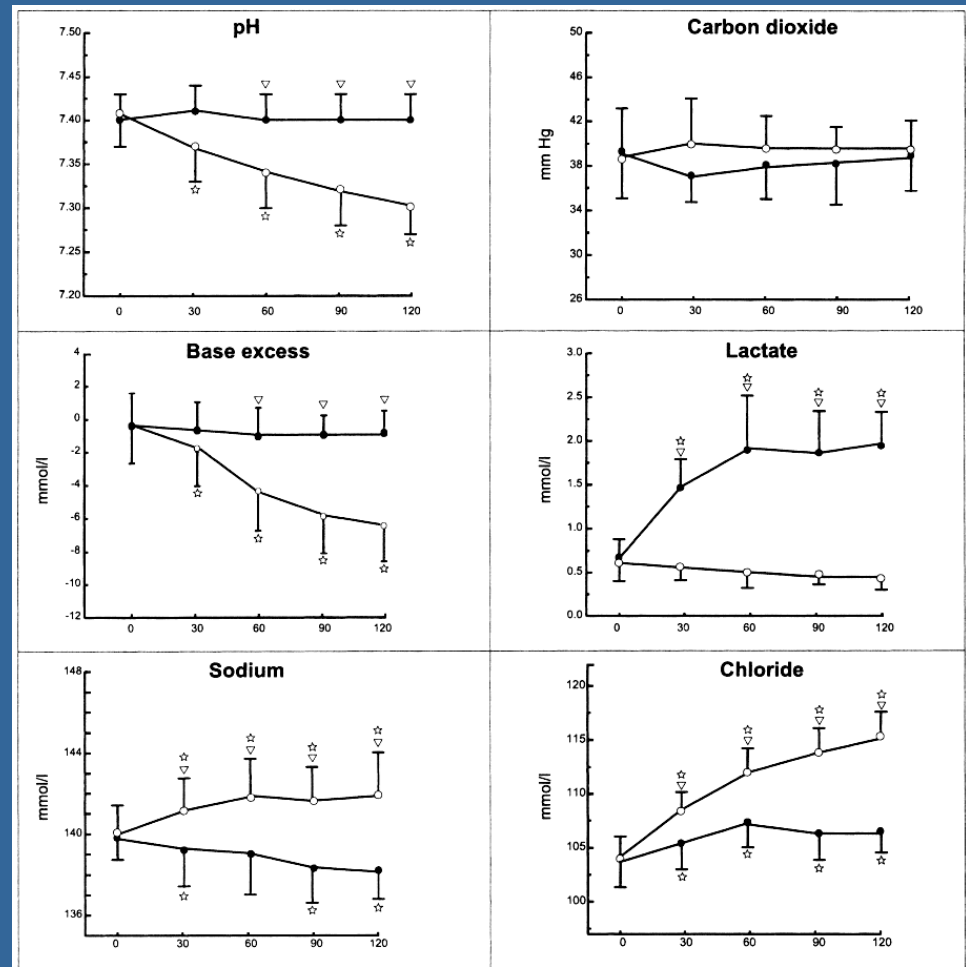 pH
7.50
7.45
7.40
7.35
7.30
7.25
7.20
0 30 60 90 120
Carbon dioxide
mm Hg
50
46
42
38
34
30
26
0 30 60 90 120
Base excess
mmol/l
4
2
0
-2
-4
-6
-8
-10
-12
0 30 60 90 120
Lactate
mmol/l
3.0
2.5
2.0
1.5
1.0
0.5
0.0
0 30 60 90 120
Sodium
mmol/l
148
144
140
136
0 30 60 90 120
Chloride
mmol/l
120
115
110
105
100
0 30 60 90 120